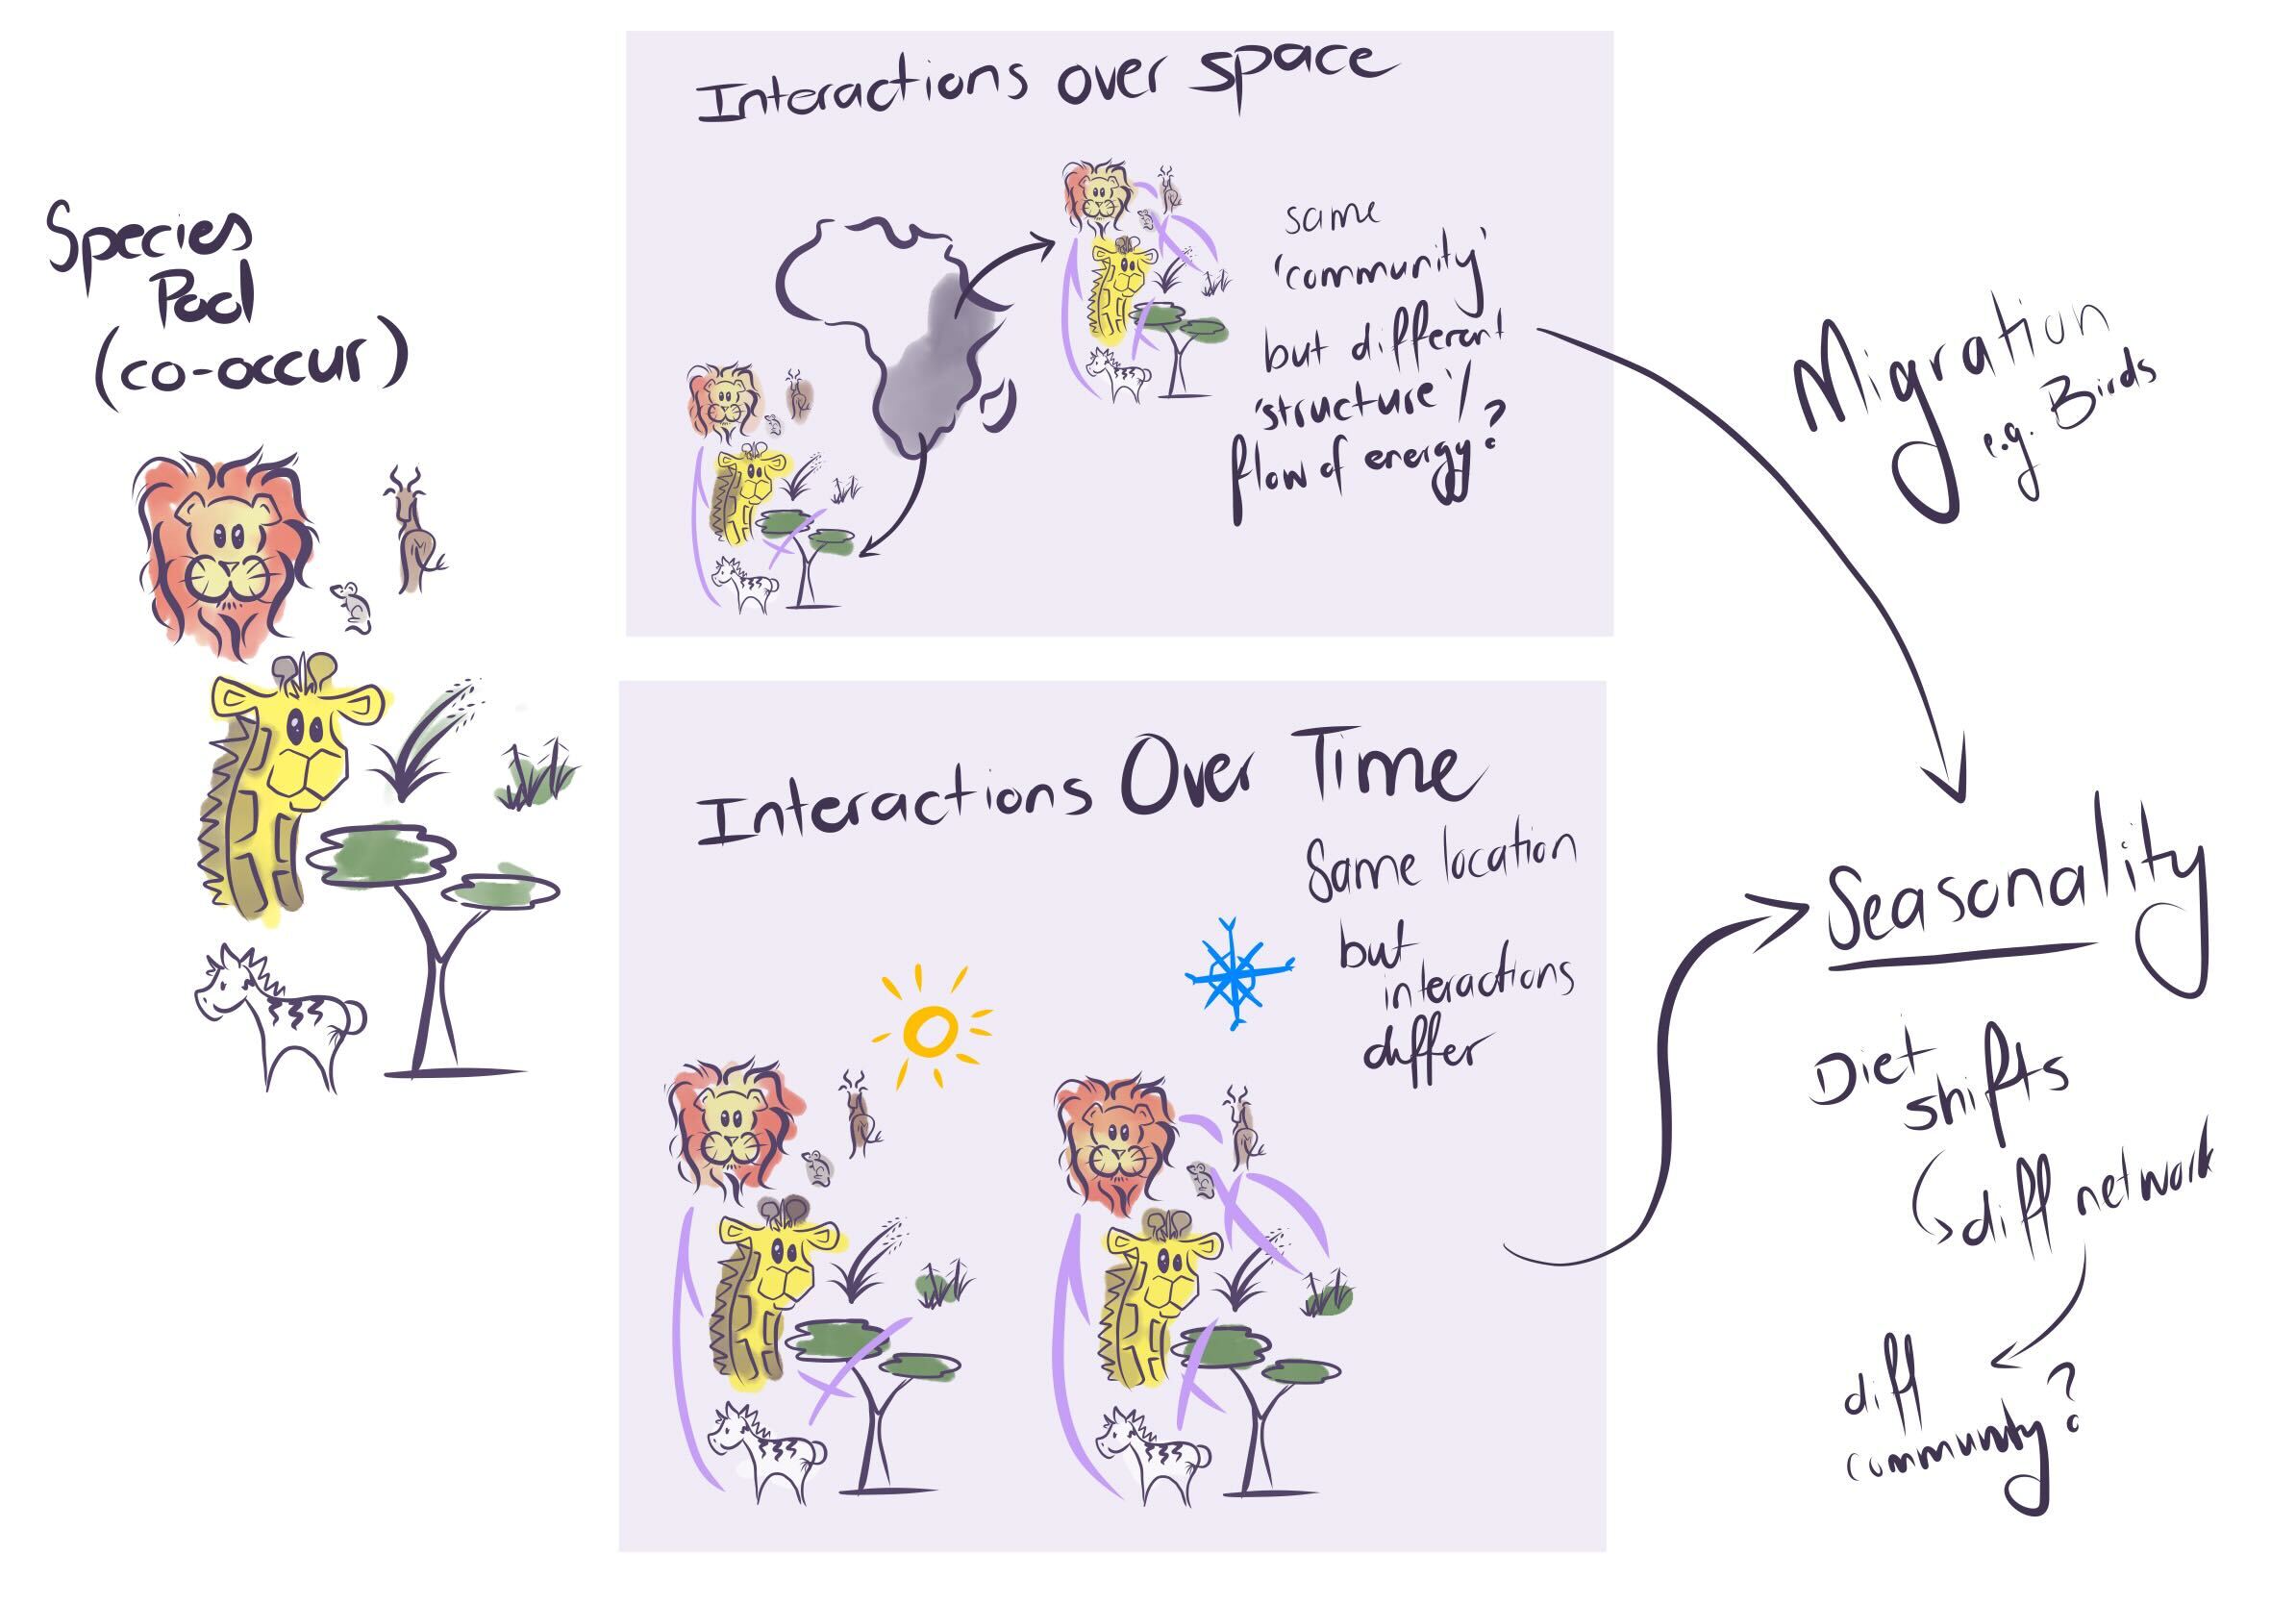 Species
Pool
(co-occur)
Interactions over space
same
'community'
but different
'structure'/
flow of energy?
Interactions Over Time
Same location
but
interactions
differ
Migration
e.g. Birds
Seasonality
Diet
shifts
diff network
diff
community?